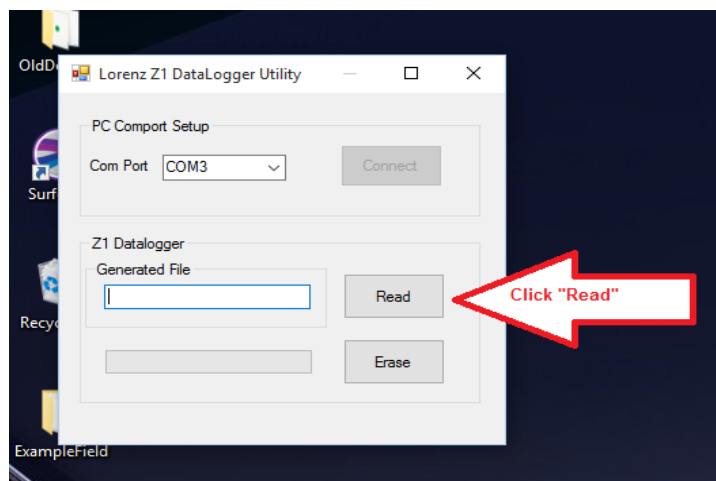 OldD
Lorenz Z1 DataLogger Utility
PC Comport Setup
Com Port COM3 Connect
Surf
Z1 Datalogger
Generated File
Read
Click "Read"
Recy
Erase
ExampleField